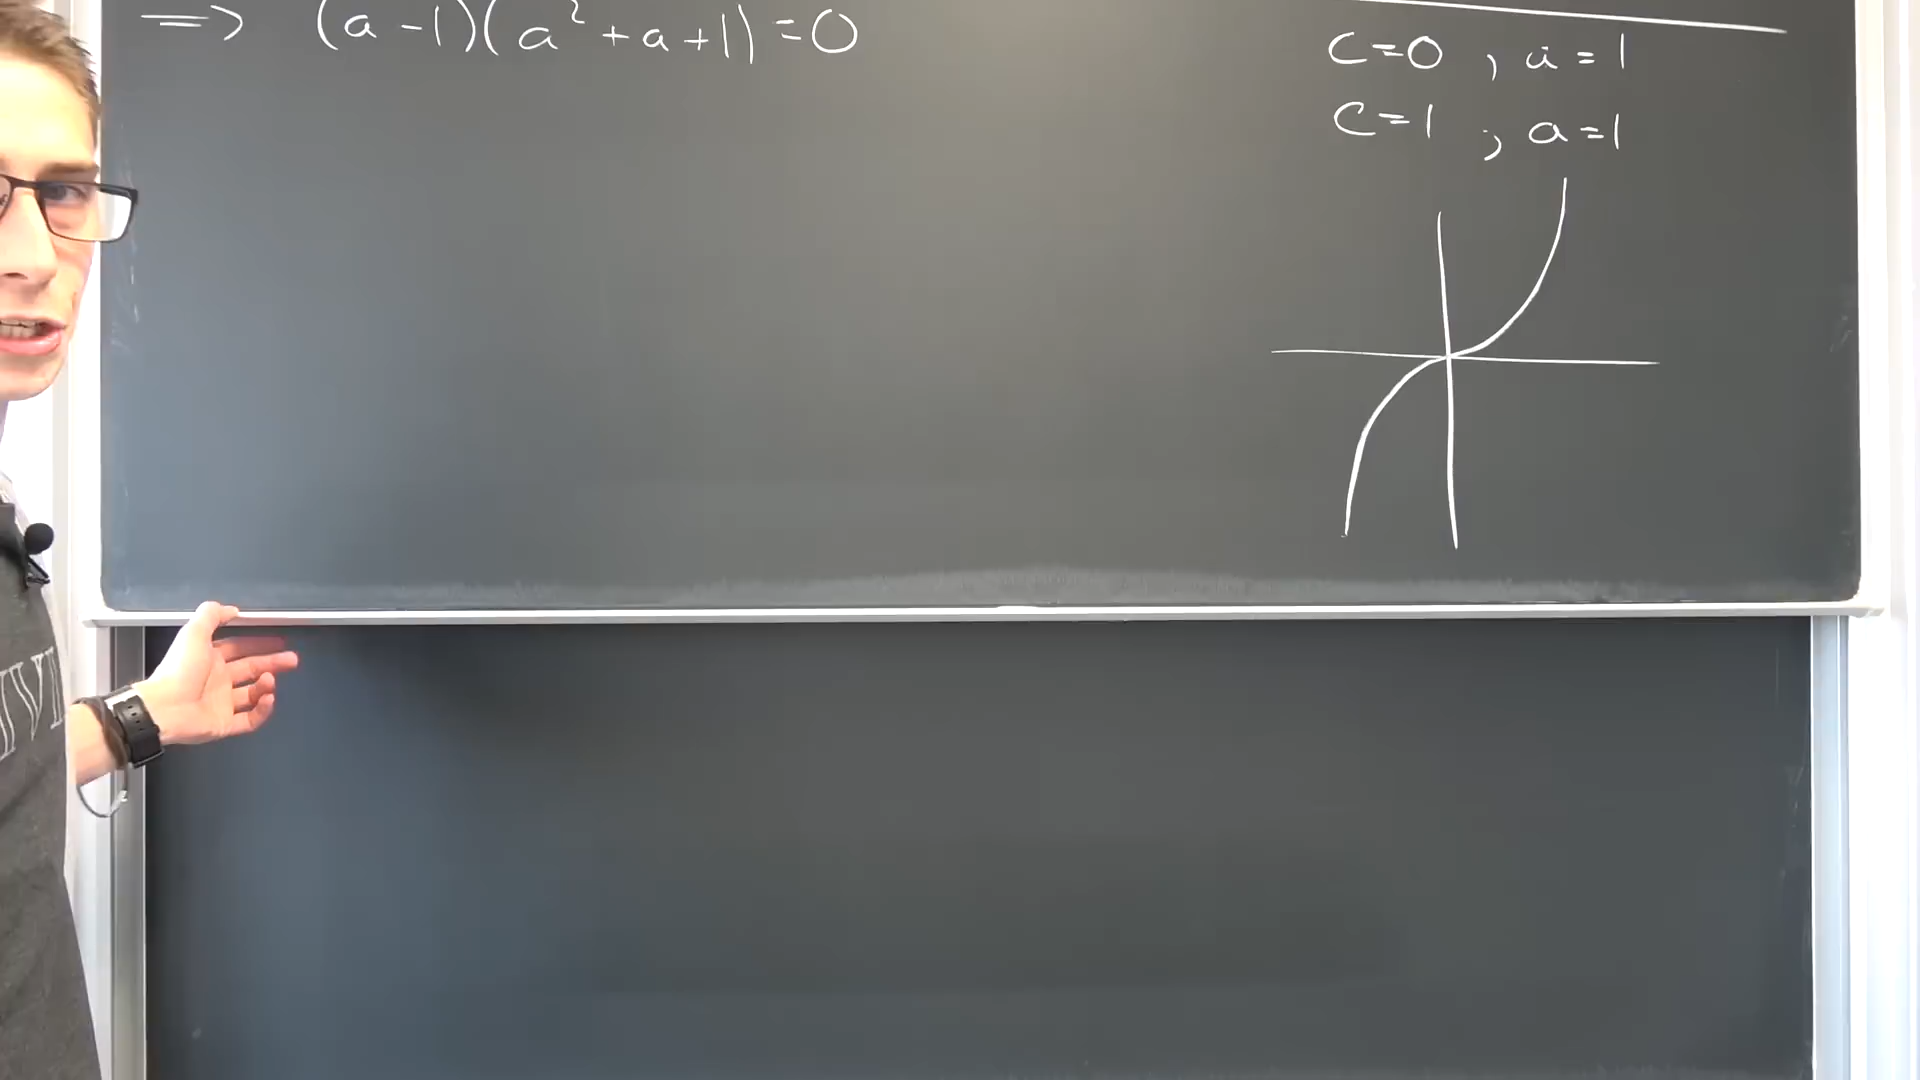 => (a-1)(a²+a+1)=0
c=0 , a=1
c=1 , a=1